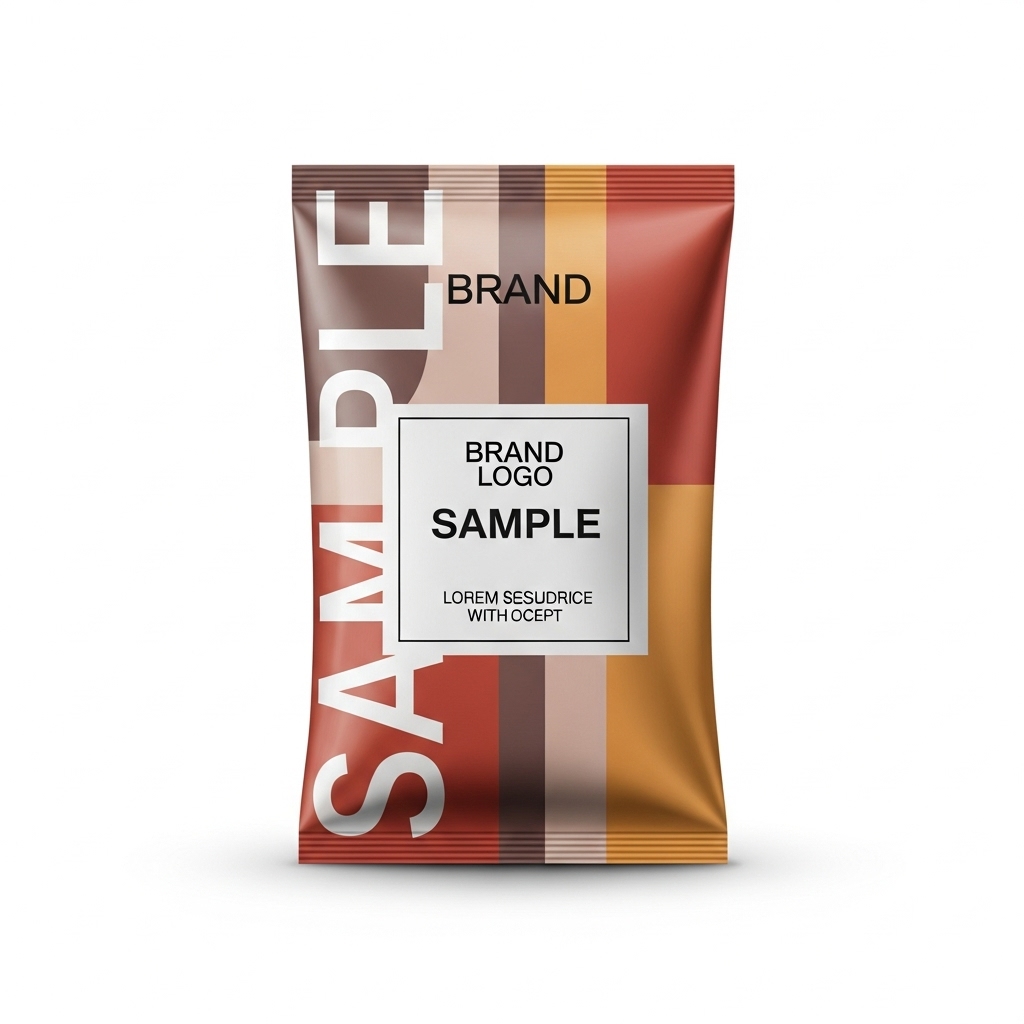 SAMPLE
BRAND
BRAND
LOGO
SAMPLE
LOREM SESUDRICE
WITH OCEPT